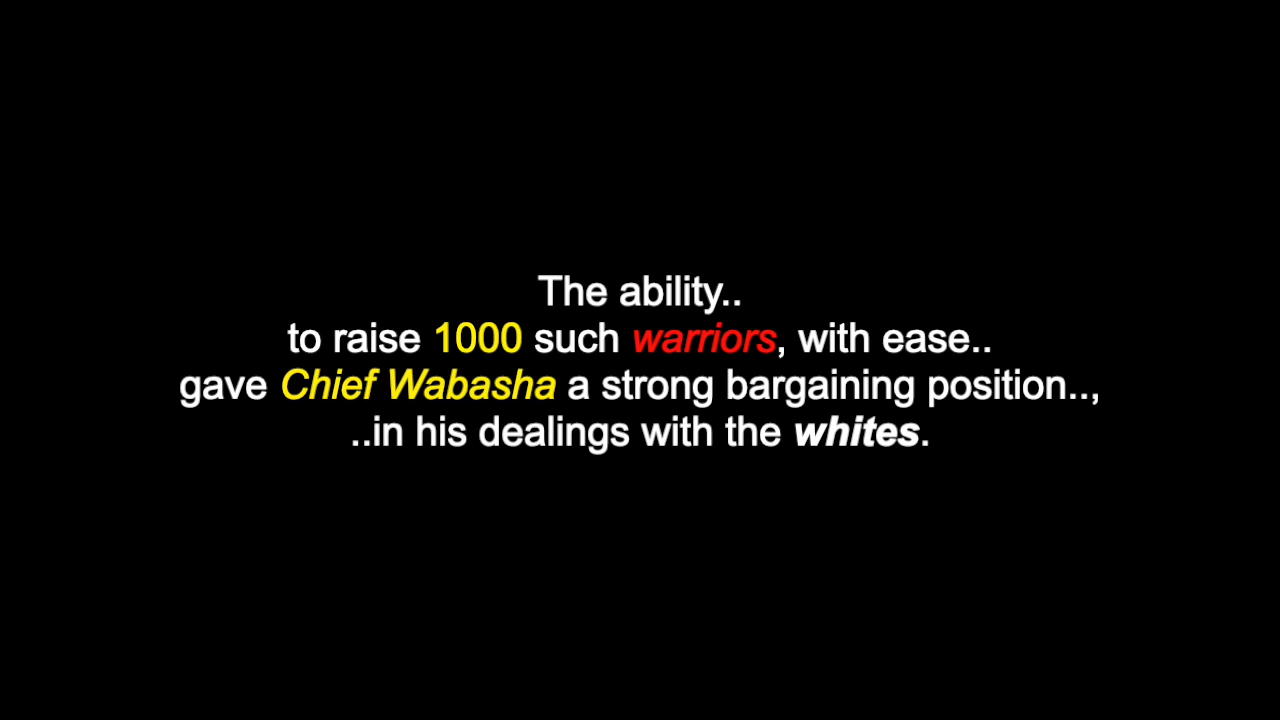 The ability..
to raise 1000 such warriors, with ease..
gave Chief Wabasha a strong bargaining position..,
..in his dealings with the whites.